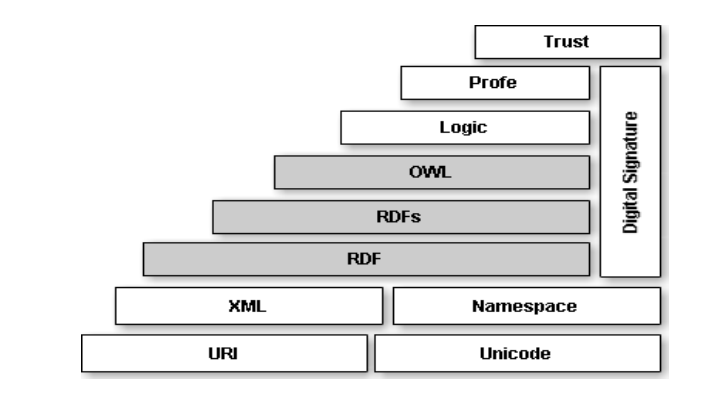 Trust
Profe
Logic
OWL
RDFs
RDF
Digital Signature
XML
Namespace
URI
Unicode